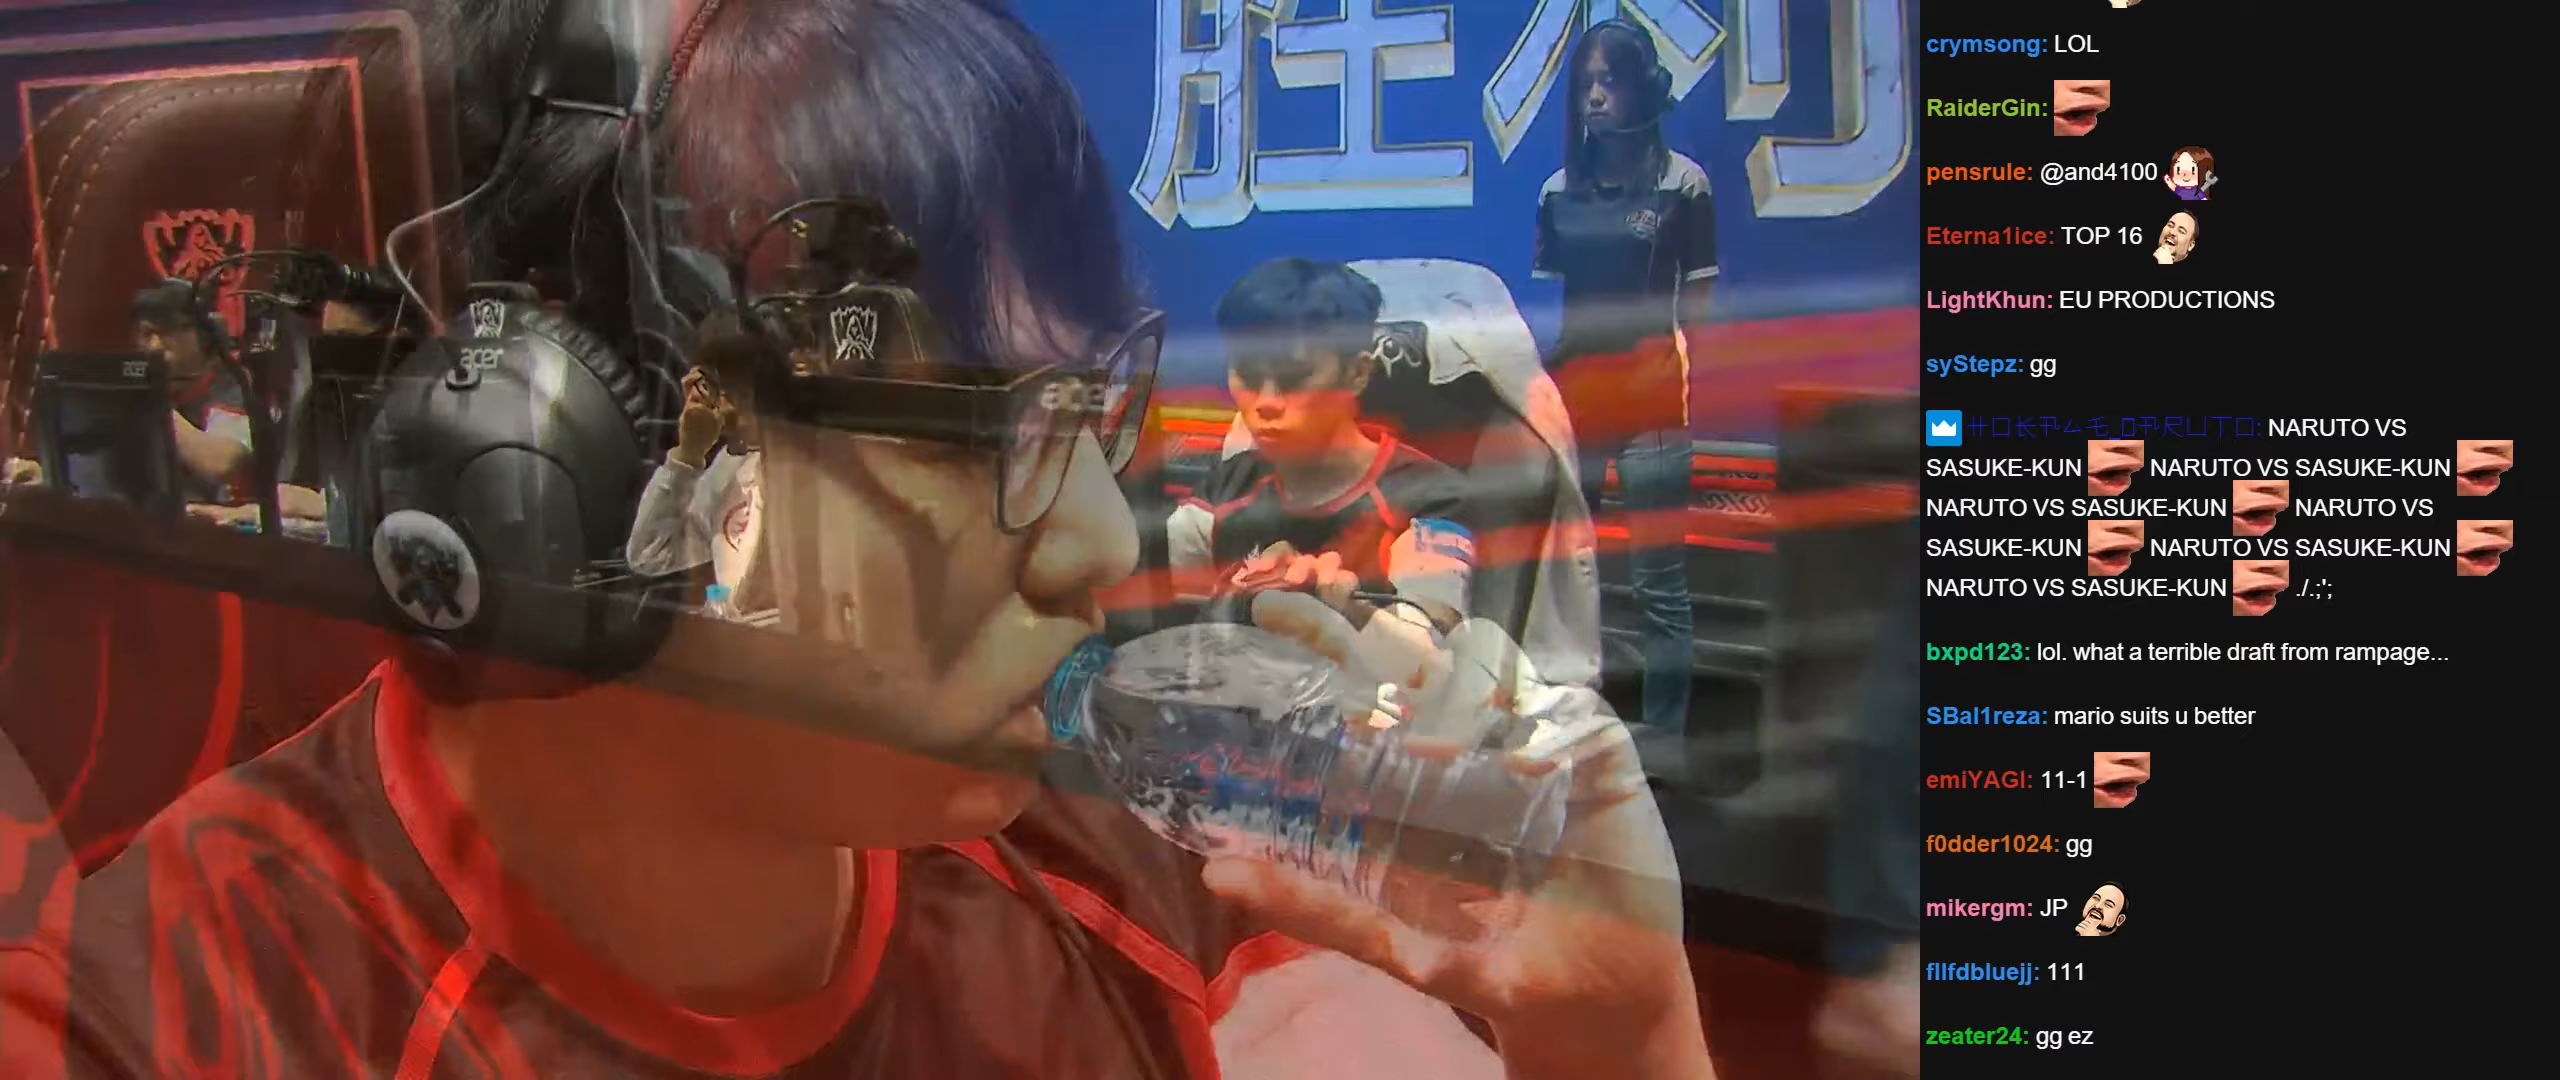 胜利
acer
acer
acer
crymsong: LOL
RaiderGin:
pensrule: @and4100
Eterna1ice: TOP 16
LightKhun: EU PRODUCTIONS
syStepz: gg
NARUTO VS
SASUKE-KUN NARUTO VS SASUKE-KUN
NARUTO VS SASUKE-KUN NARUTO VS
SASUKE-KUN NARUTO VS SASUKE-KUN
NARUTO VS SASUKE-KUN ./.;';
bxpd123: lol. what a terrible draft from rampage...
SBal1reza: mario suits u better
emiYAGI: 11-1
f0dder1024: gg
mikergm: JP
fllfdbluejj: 111
zeater24: gg ez